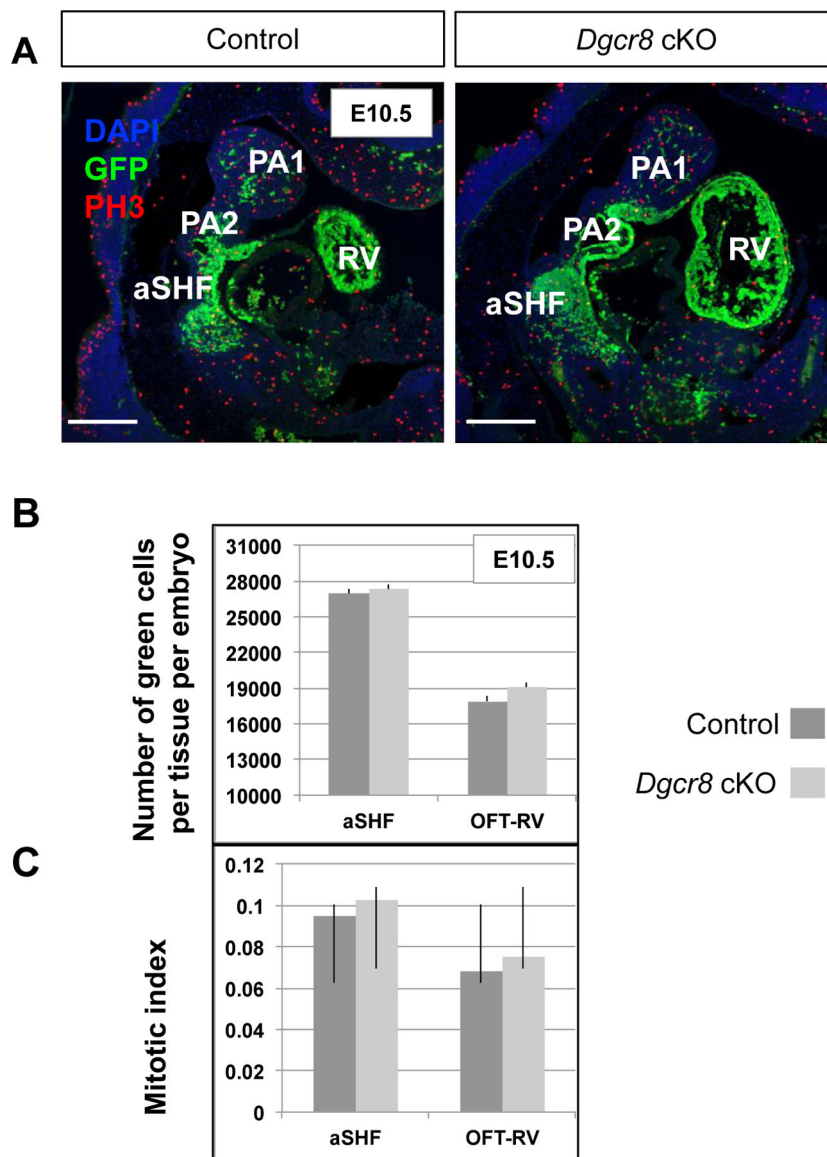 Control
Dgcr8 cKO
A
DAPI
GFP
PH3
E10.5
PA1
PA2
aSHF
RV
PA1
PA2
aSHF
RV
B
Number of green cells
per tissue per embryo
31000
28000
25000
22000
19000
16000
13000
10000
E10.5
aSHF
OFT-RV
Control
Dgcr8 cKO
C
Mitotic index
0.12
0.1
0.08
0.06
0.04
0.02
0
aSHF
OFT-RV